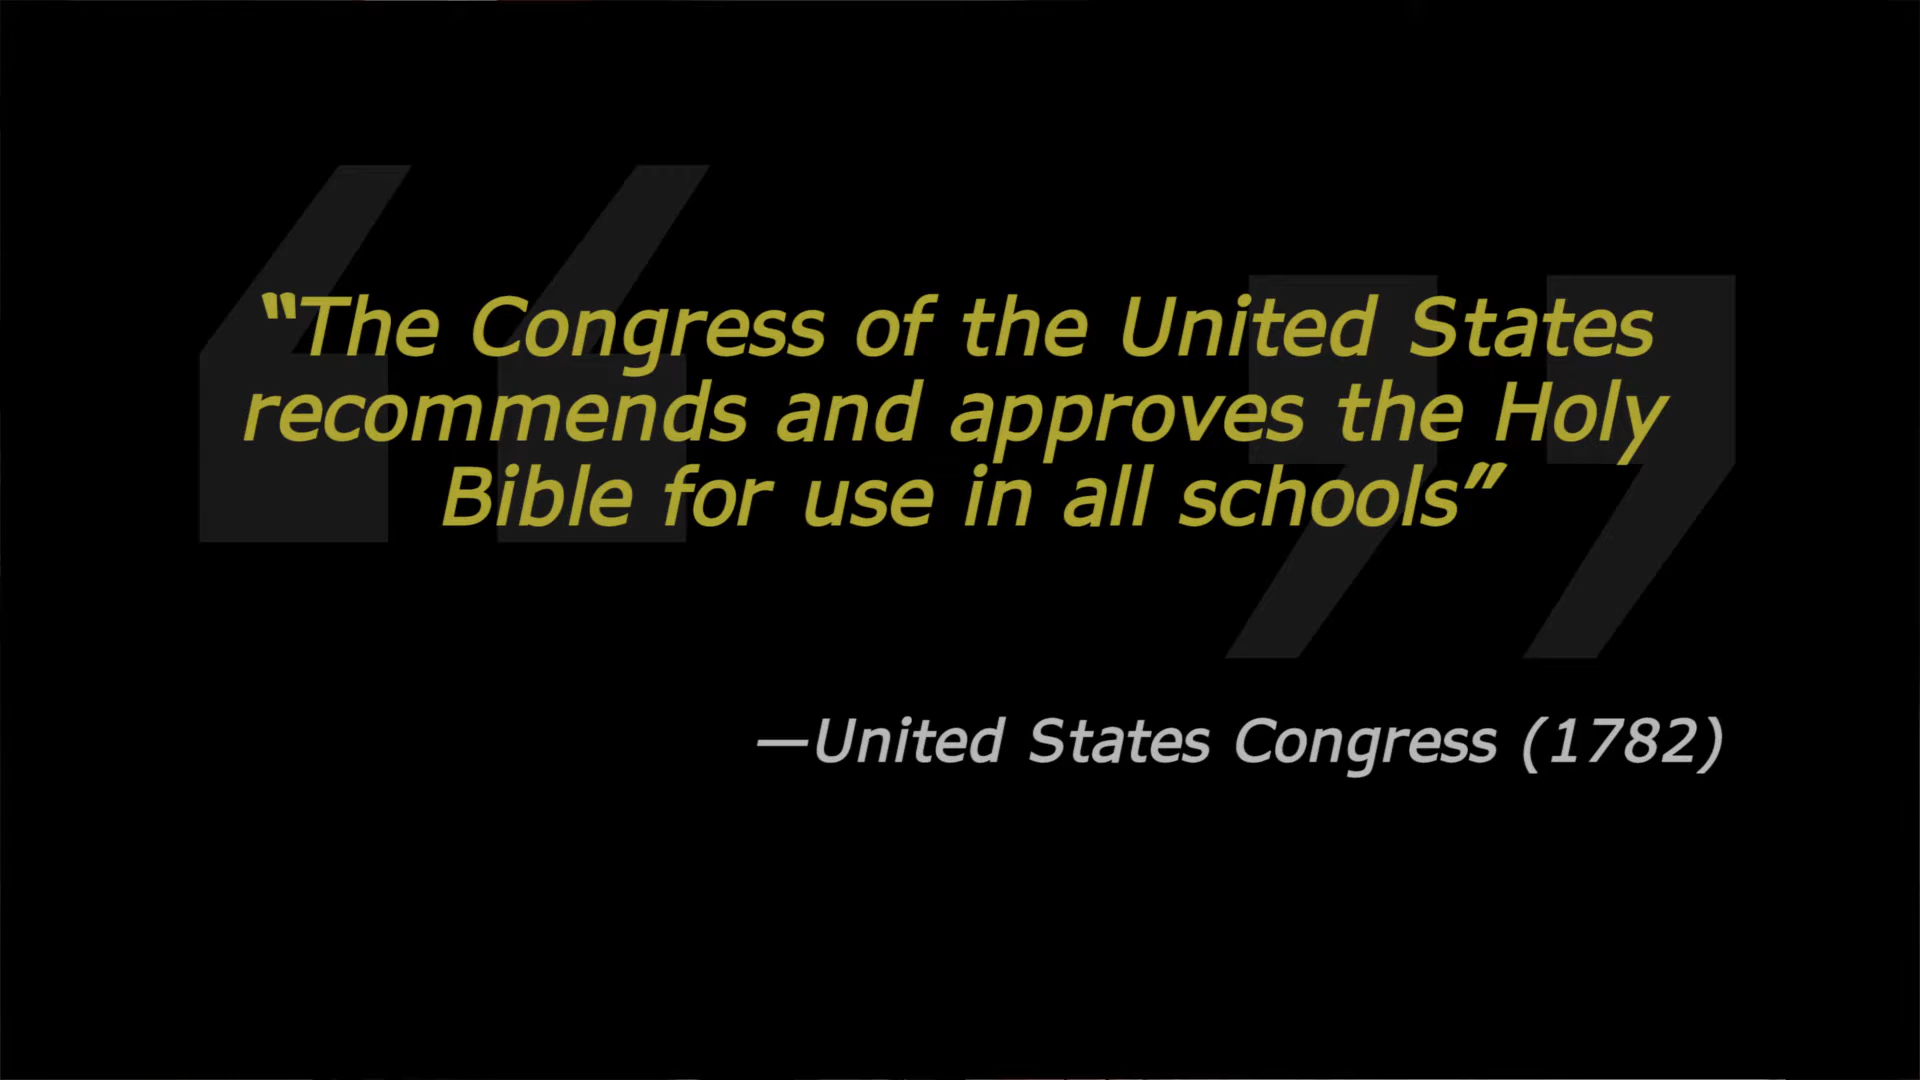 “The Congress of the United States
recommends and approves the Holy
Bible for use in all schools”
—United States Congress (1782)